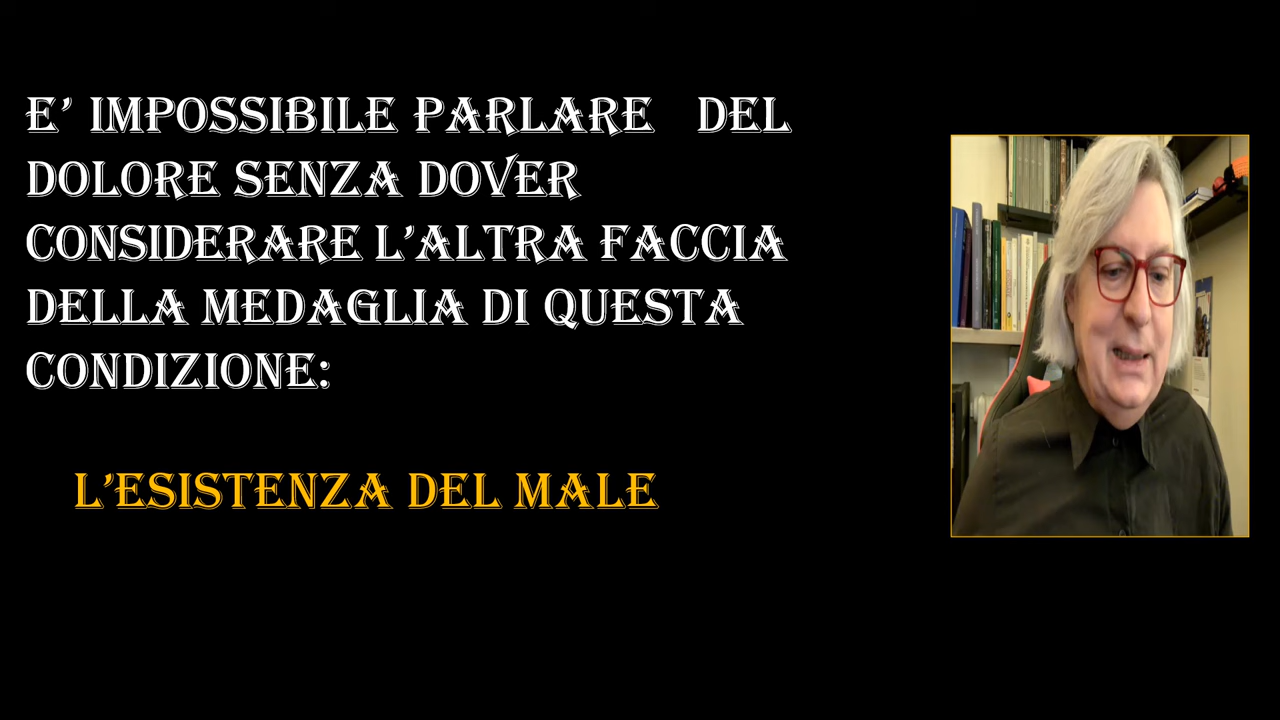 E’ IMPOSSIBILE PARLARE DEL
DOLORE SENZA DOVER
CONSIDERARE L’ALTRA FACCIA
DELLA MEDAGLIA DI QUESTA
CONDIZIONE:
L’ESISTENZA DEL MALE